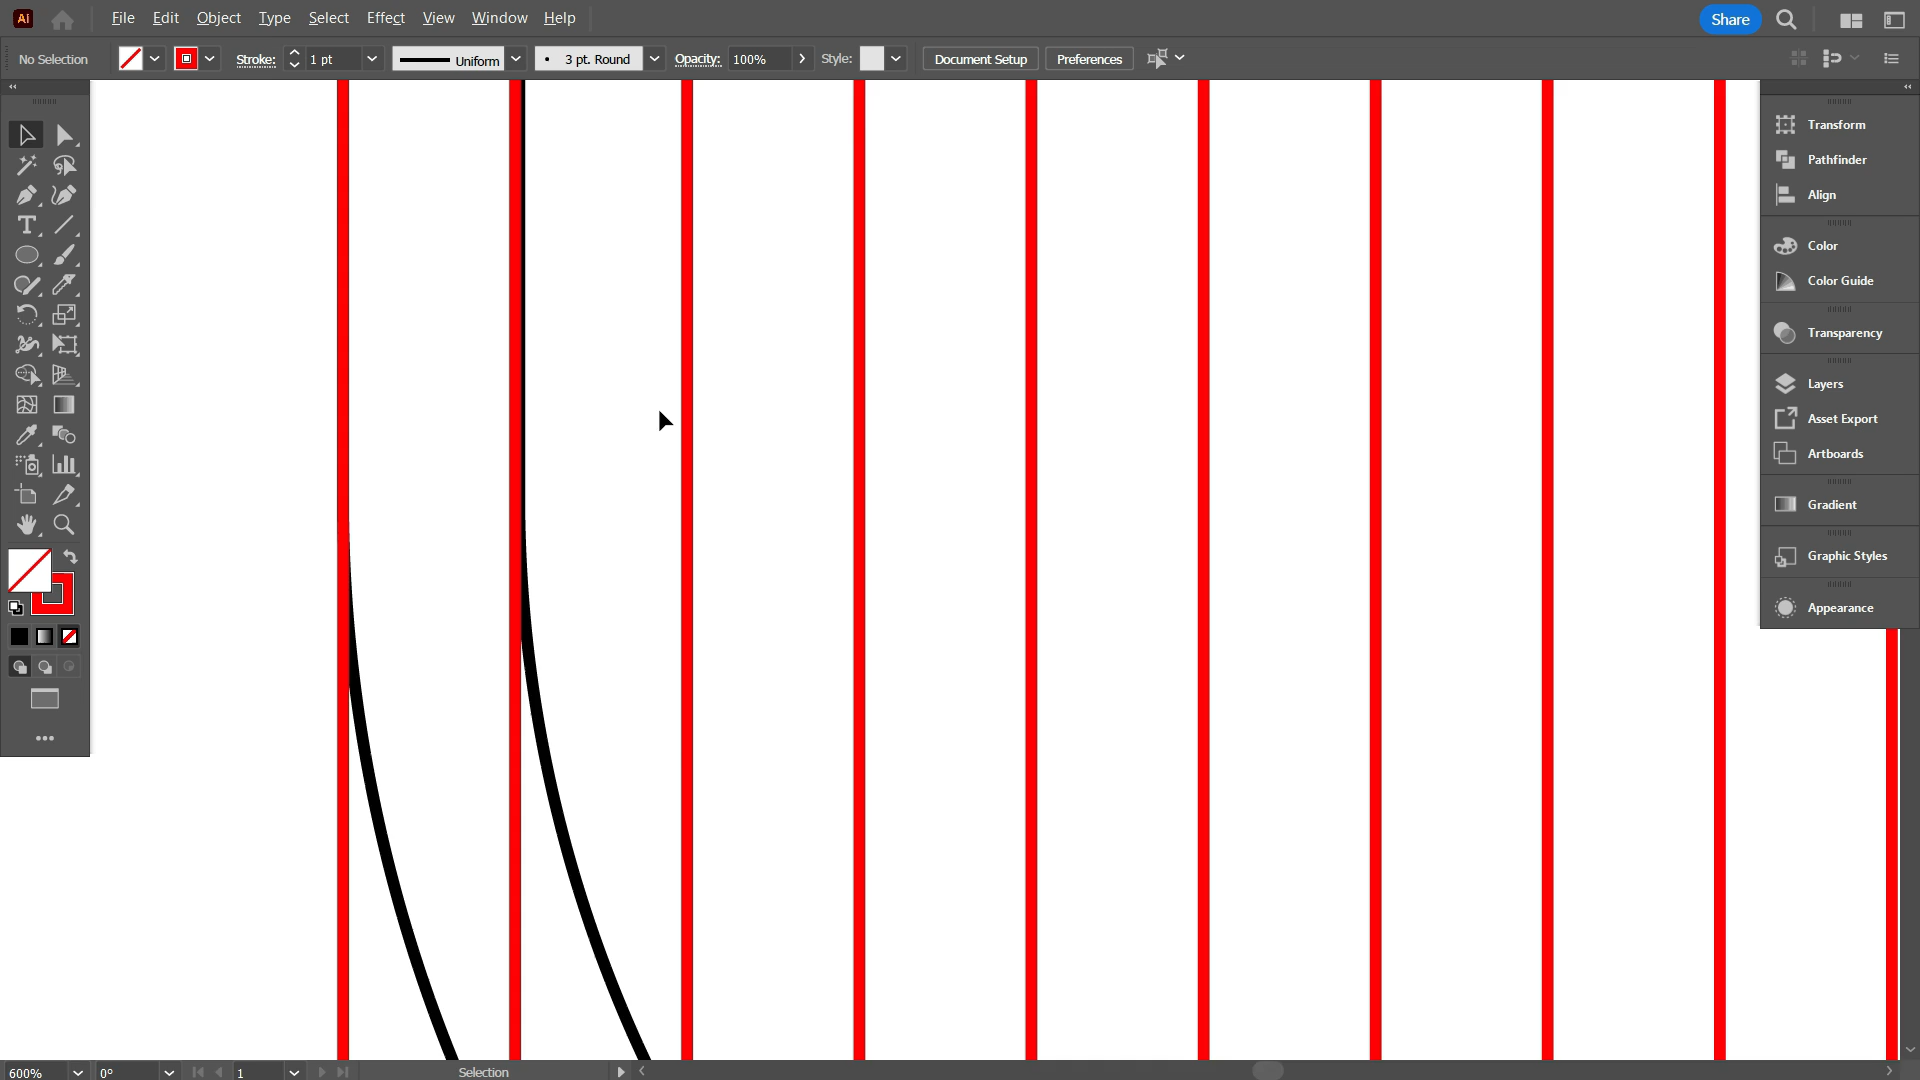 Ai File Edit Object Type Select Effect View Window Help Share
No Selection Stroke: 1 pt Uniform 3 pt. Round Opacity: 100% Style: Document Setup Preferences
Transform
Pathfinder
Align
Color
Color Guide
Transparency
Layers
Asset Export
Artboards
Gradient
Graphic Styles
Appearance
600% 0° 1 Selection